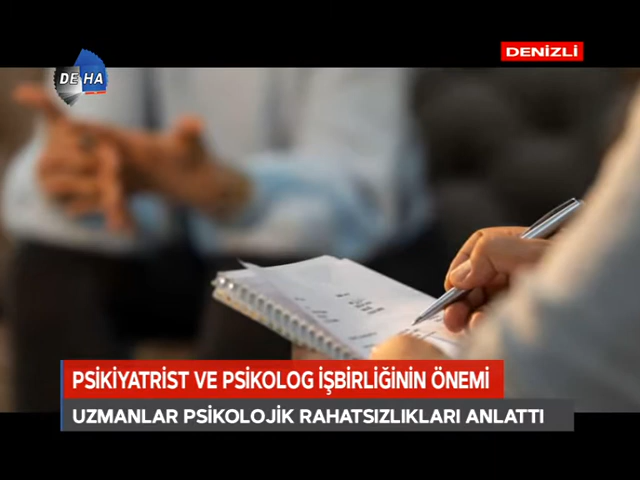 DEHA
DENİZLİ
PSİKİYATRİST VE PSİKOLOG İŞBİRLİĞİNİN ÖNEMİ
UZMANLAR PSİKOLOJİK RAHATSIZLIKLARI ANLATTI